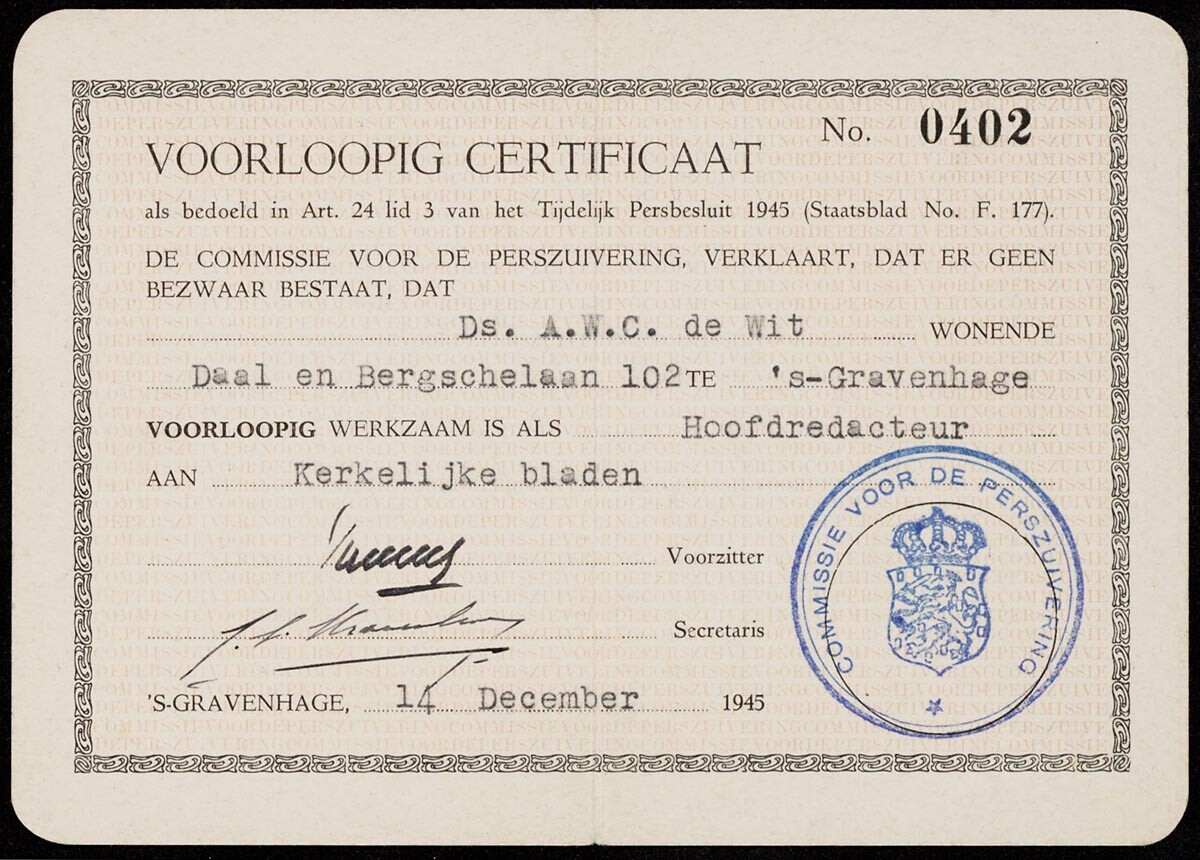 No. 0402
VOORLOOPIG CERTIFICAAT
als bedoeld in Art. 24 lid 3 van het Tijdelijk Persbesluit 1945 (Staatsblad No. F. 177).
DE COMMISSIE VOOR DE PERSZUIVERING, VERKLAART, DAT ER GEEN
BEZWAAR BESTAAT, DAT
Ds. A.W.C. de Wit WONENDE
Daal en Bergschelaan 102 TE 's-Gravenhage
VOORLOOPIG WERKZAAM IS ALS Hoofdredacteur
AAN Kerkelijke bladen
Voorzitter
Secretaris
'S-GRAVENHAGE, 14 December 1945
COMMISSIE VOOR DE PERSZUIVERING